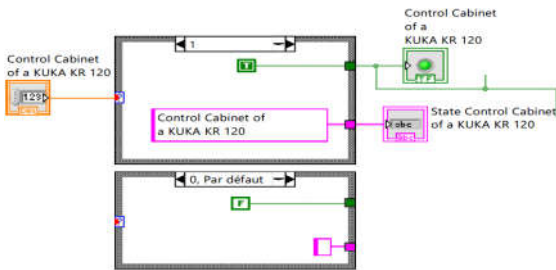 Control Cabinet
of a
KUKA KR 120
1
Control Cabinet
of a KUKA KR 120
T
123
Control Cabinet of
a KUKA KR 120
State Control Cabinet
of a KUKA KR 120
abc
0, Par défaut
F